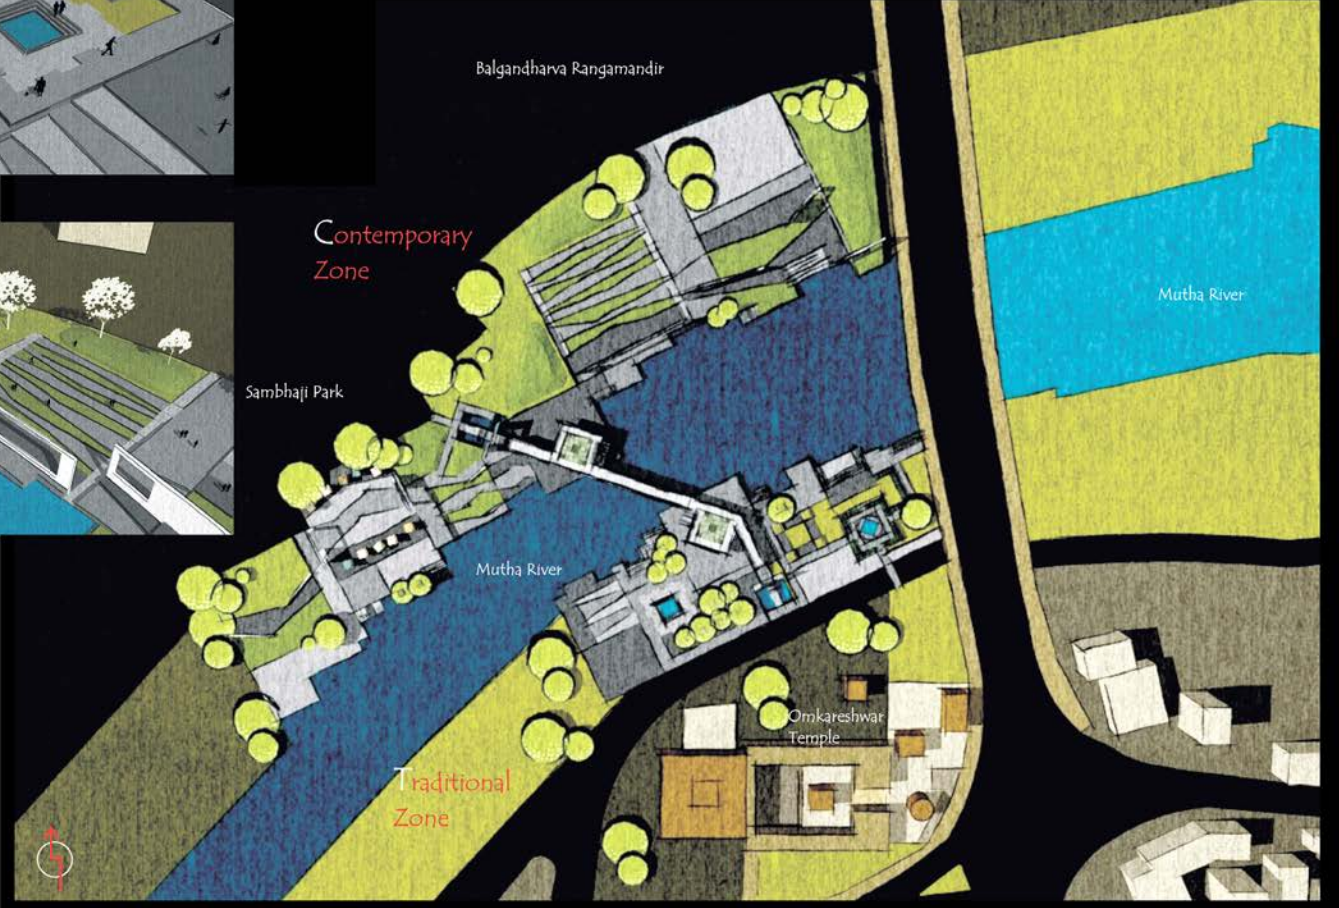 Balgandharva Rangamandir
Contemporary
Zone
Mutha River
Sambhaji Park
Mutha River
Omkareshwar
Temple
Traditional
Zone